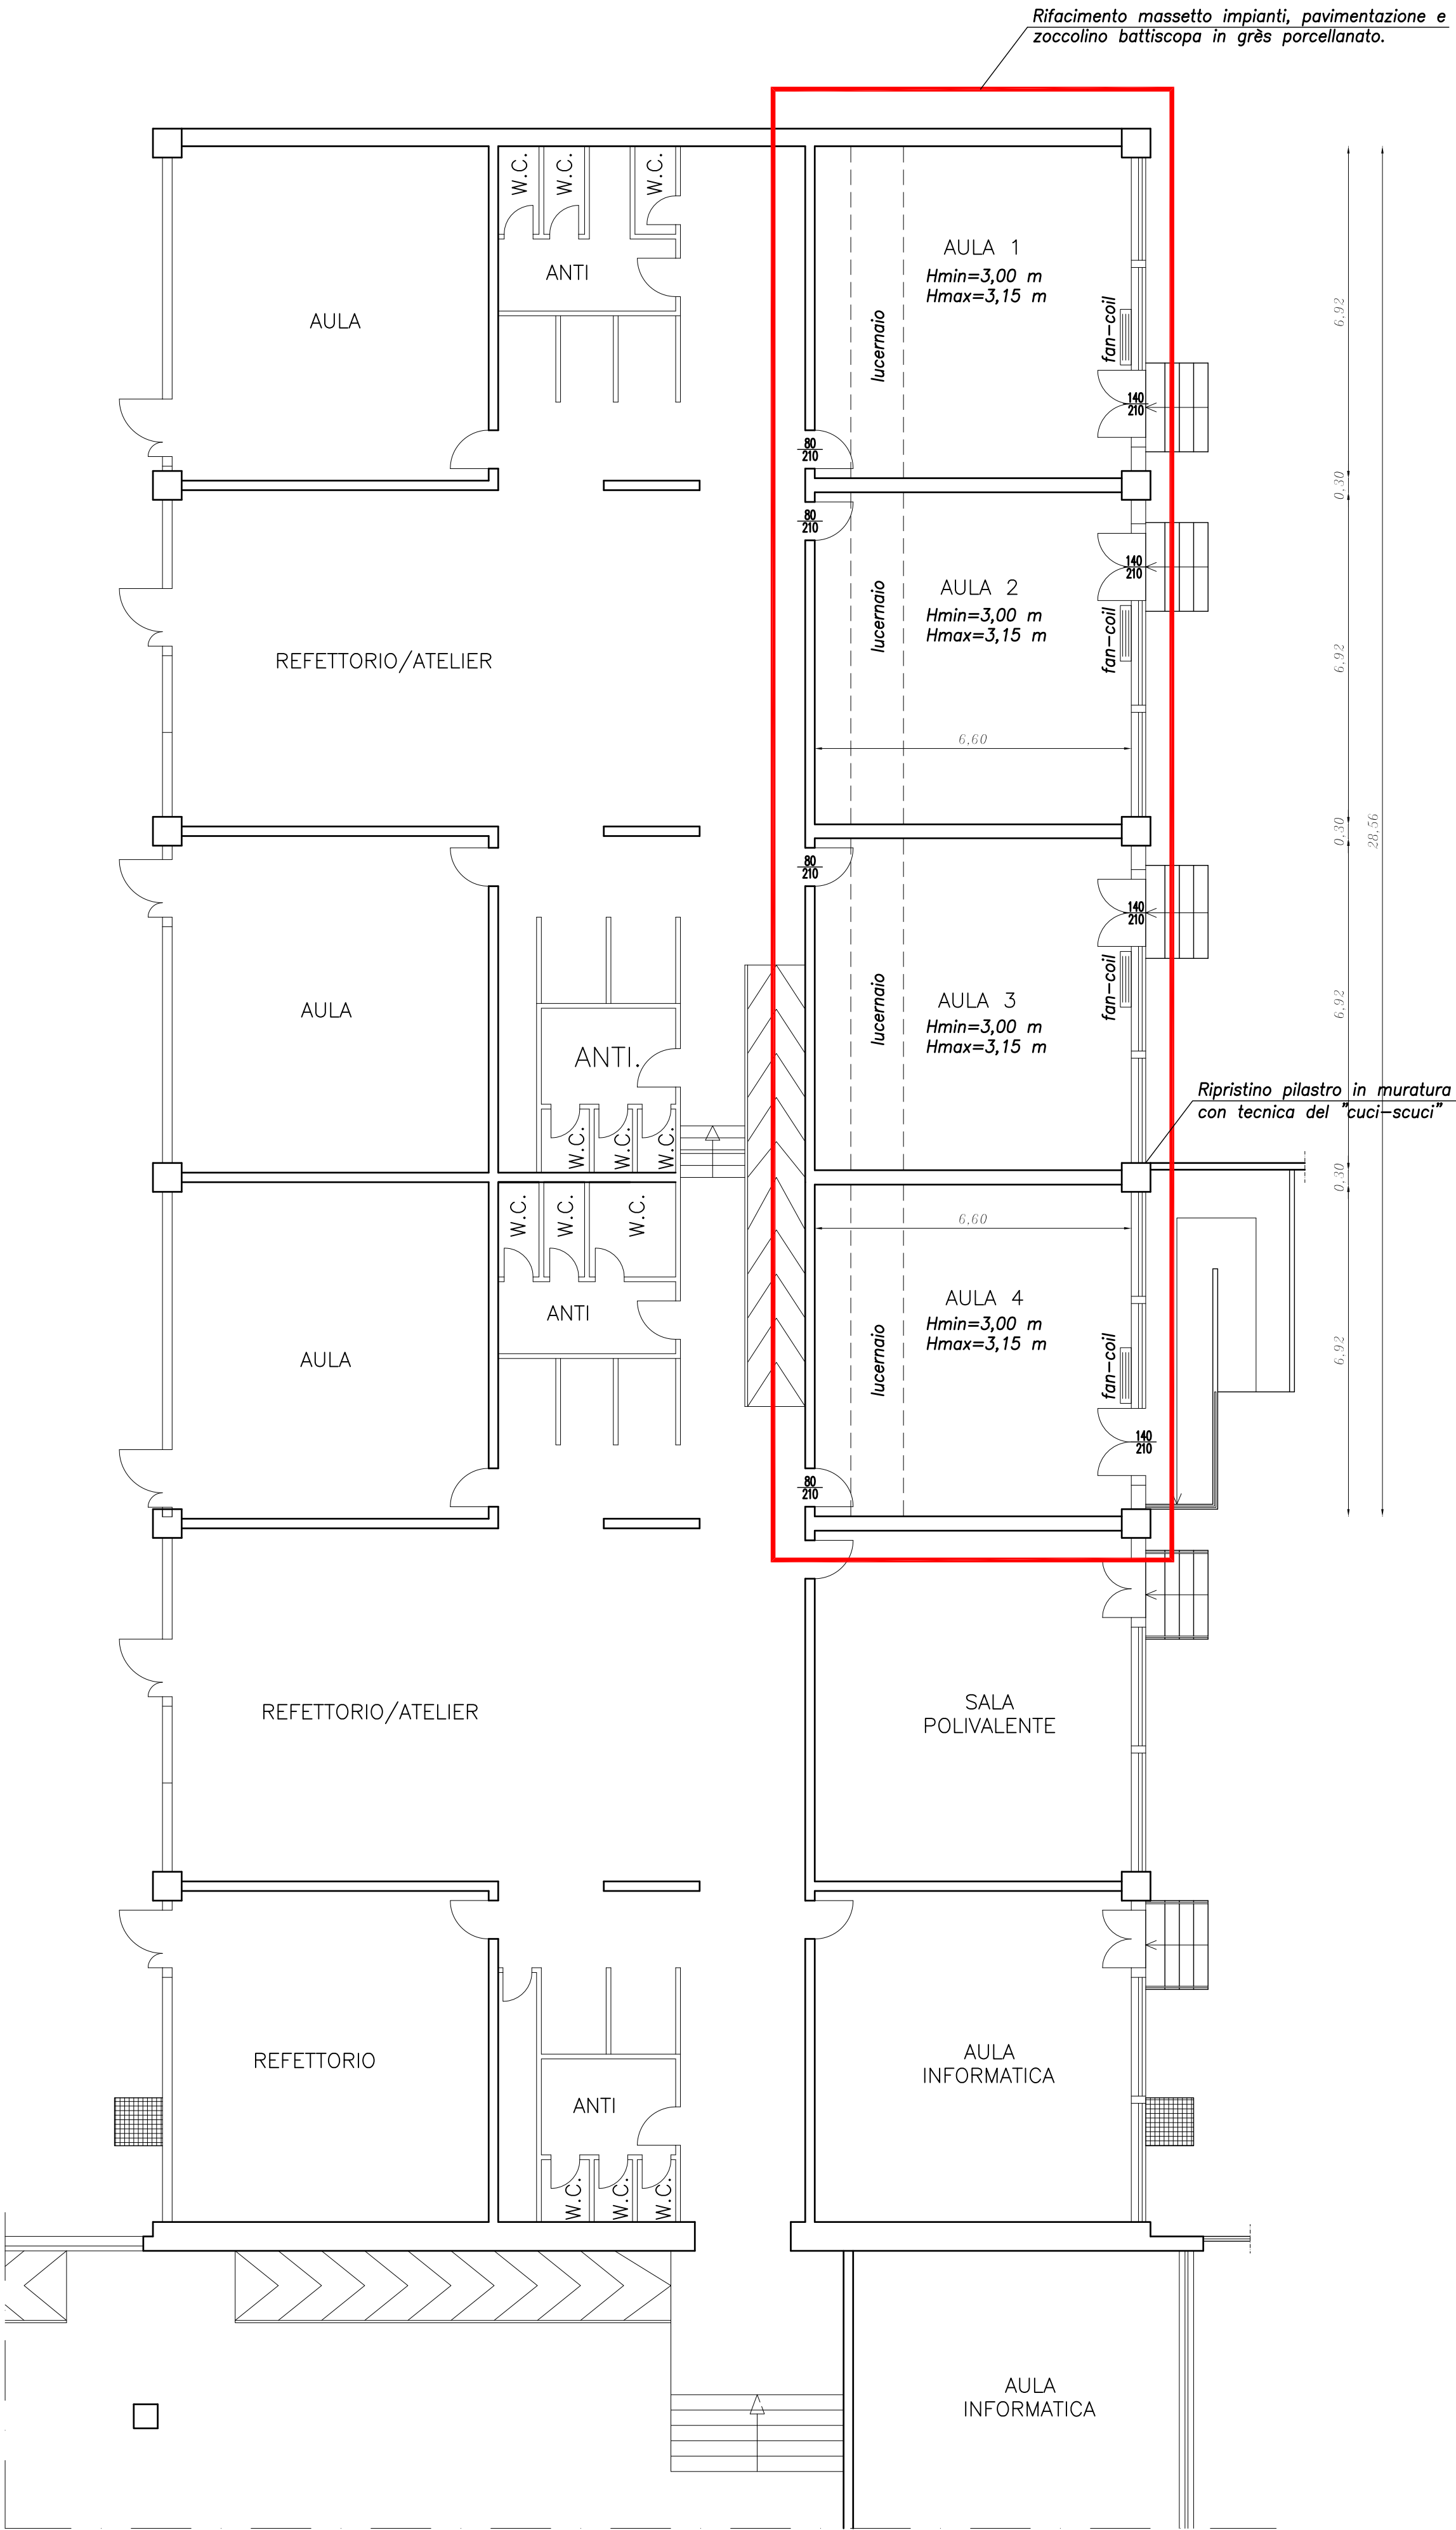 Rifacimento massetto impianti, pavimentazione e
zoccolino battiscopa in grès porcellanato.
W.C.
W.C.
W.C.
ANTI
AULA
AULA 1
Hmin=3,00 m
Hmax=3,15 m
lucernaio
fan-coil
6,92
140
210
80
210
0,30
80
210
140
210
AULA 2
Hmin=3,00 m
Hmax=3,15 m
lucernaio
fan-coil
6,92
REFETTORIO/ATELIER
6,60
0,30
28,56
80
210
140
210
AULA
AULA 3
Hmin=3,00 m
Hmax=3,15 m
lucernaio
fan-coil
6,92
ANTI.
W.C.
W.C.
W.C.
Ripristino pilastro in muratura
con tecnica del "cuci-scuci"
0,30
W.C.
W.C.
W.C.
6,60
ANTI
AULA
AULA 4
Hmin=3,00 m
Hmax=3,15 m
lucernaio
fan-coil
6,92
140
210
80
210
REFETTORIO/ATELIER
SALA
POLIVALENTE
REFETTORIO
AULA
INFORMATICA
ANTI
W.C.
W.C.
W.C.
AULA
INFORMATICA